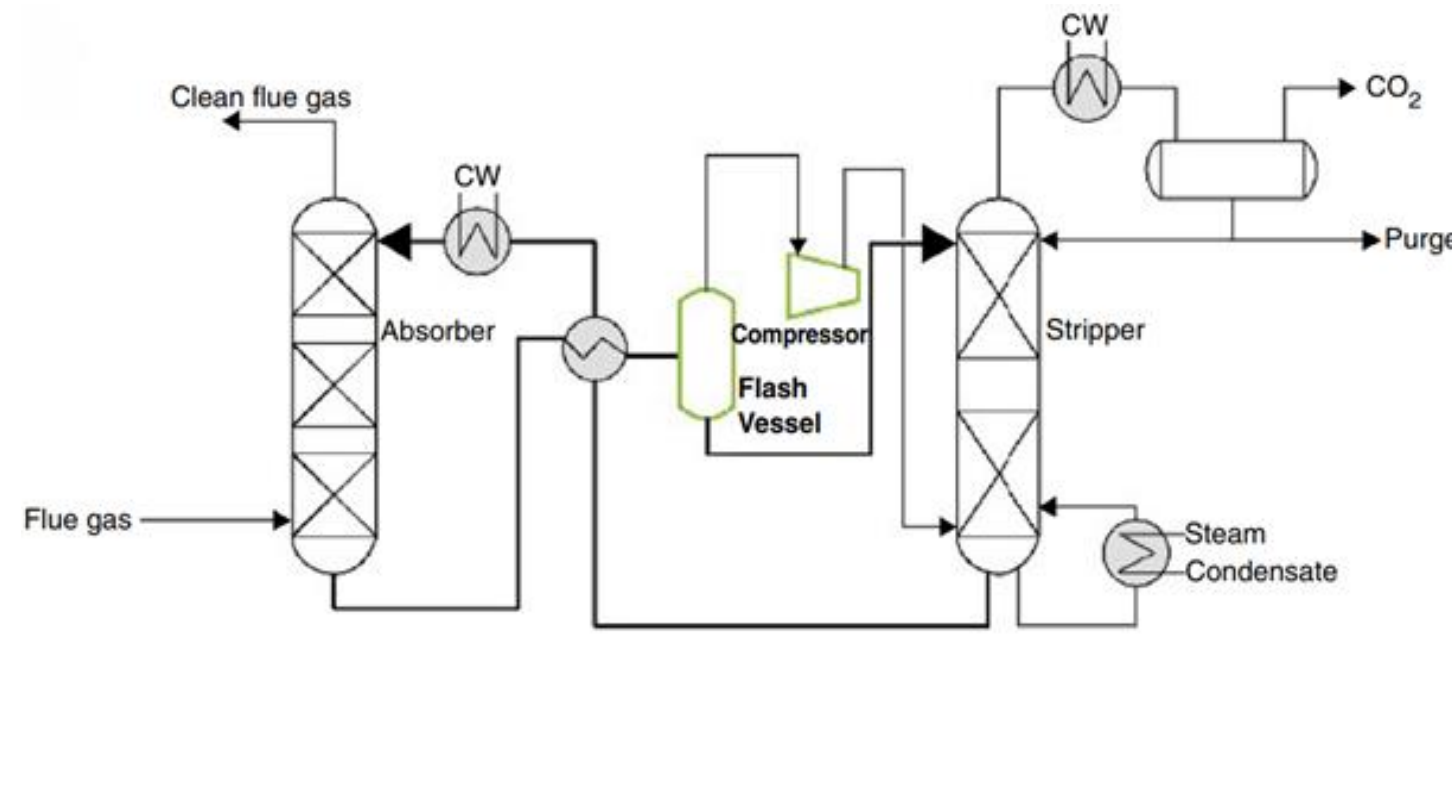 CW
Clean flue gas
CO2
CW
Purge
Absorber
Compressor
Stripper
Flash
Vessel
Flue gas
Steam
Condensate